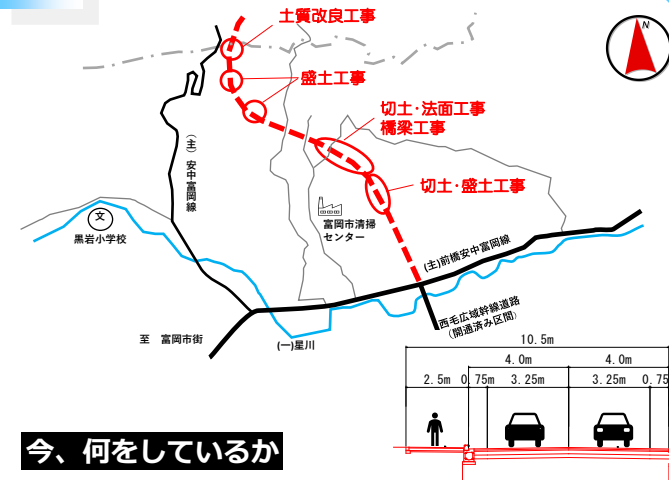 土質改良工事
N
盛土工事
切土・法面工事
橋梁工事
(主)安中富岡線
切土・盛土工事
文
黒岩小学校
富岡市清掃
センター
(主)前橋安中富岡線
西毛広域幹線道路
(開通済み区間)
至 富岡市街
(一)星川
10.5m
4.0m 4.0m
2.5m 0.75m 3.25m 3.25m 0.75
今、何をしているか